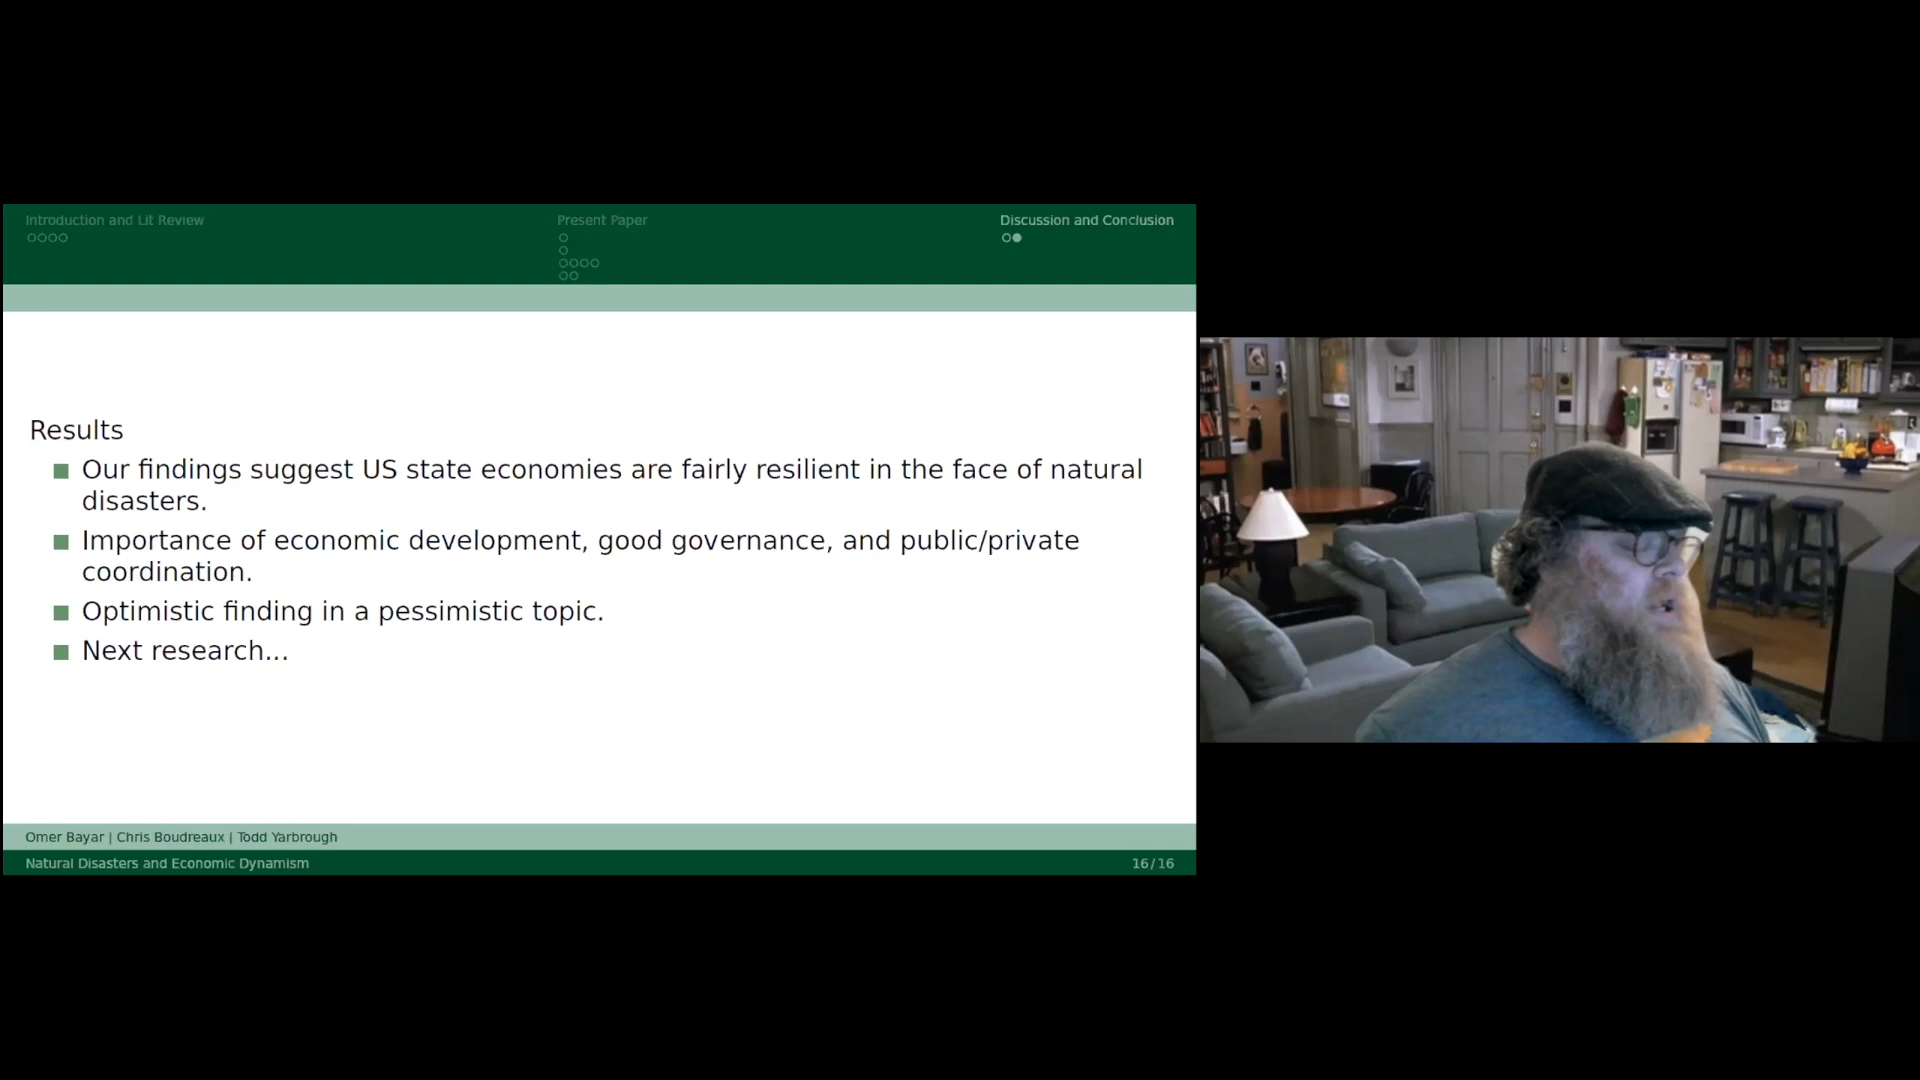 Introduction and Lit Review
Present Paper
Discussion and Conclusion
Results
Our findings suggest US state economies are fairly resilient in the face of natural
disasters.
Importance of economic development, good governance, and public/private
coordination.
Optimistic finding in a pessimistic topic.
Next research...
Omer Bayar | Chris Boudreaux | Todd Yarbrough
Natural Disasters and Economic Dynamism
16/16